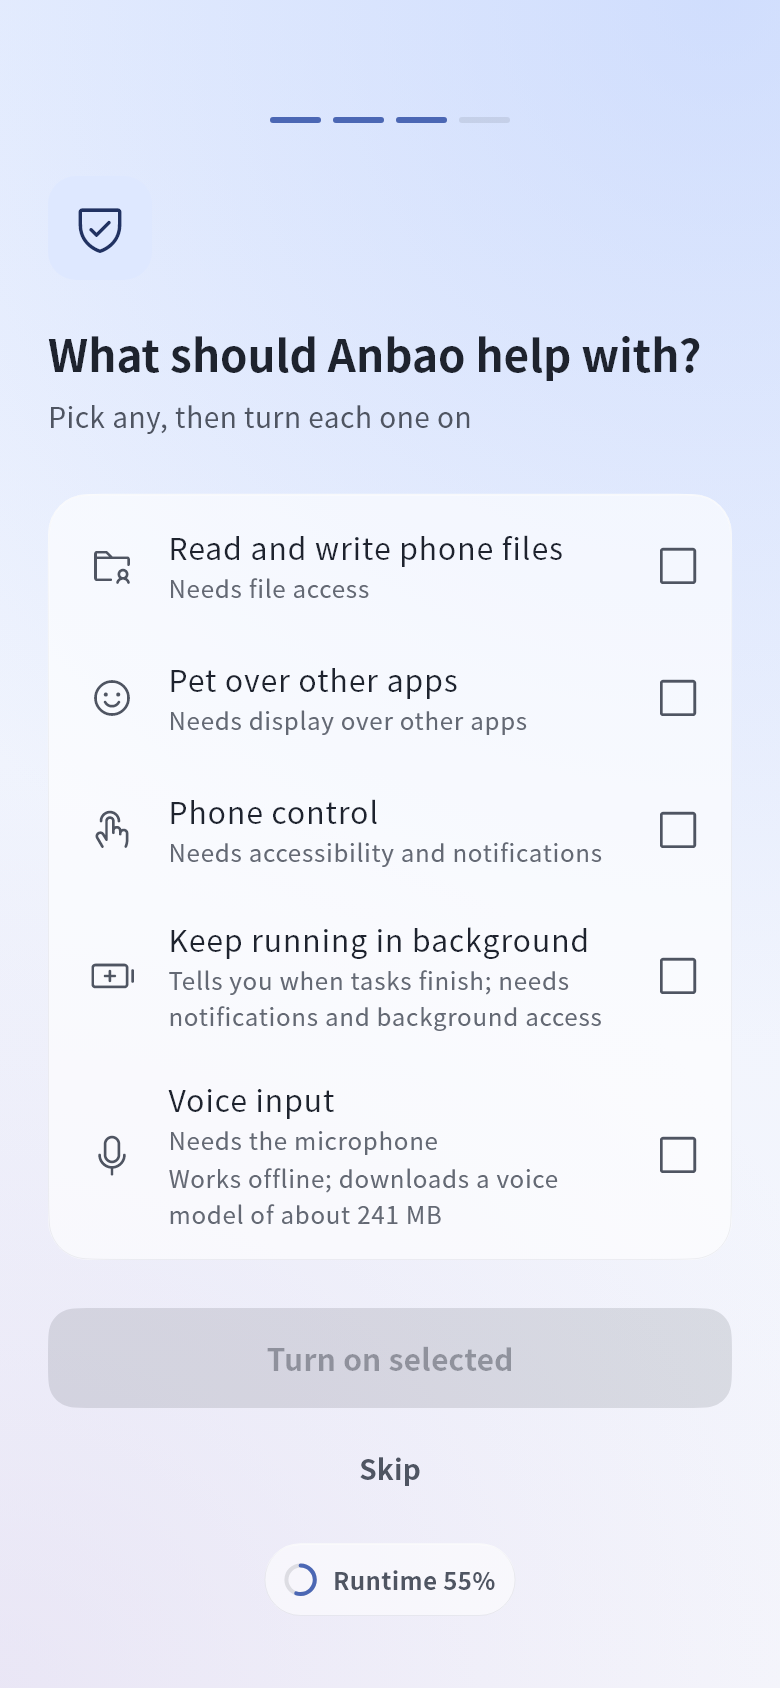 What should Anbao help with?
Pick any, then turn each one on
Read and write phone files
Needs file access
Pet over other apps
Needs display over other apps
Phone control
Needs accessibility and notifications
Keep running in background
Tells you when tasks finish; needs
notifications and background access
Voice input
Needs the microphone
Works offline; downloads a voice
model of about 241 MB
Turn on selected
Skip
Runtime 55%